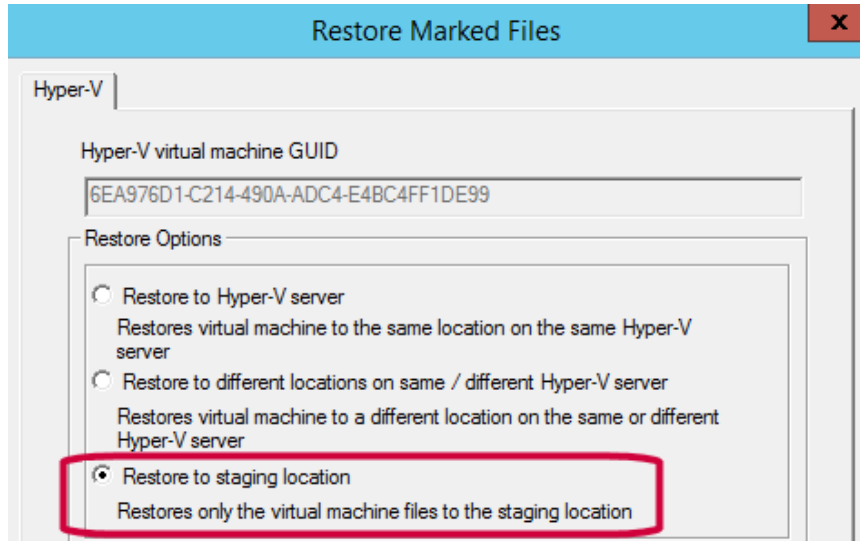 Restore Marked Files
x
Hyper-V
Hyper-V virtual machine GUID
6EA976D1-C214-490A-ADC4-E4BC4FF1DE99
Restore Options
Restore to Hyper-V server
Restores virtual machine to the same location on the same Hyper-V
server
Restore to different locations on same / different Hyper-V server
Restores virtual machine to a different location on the same or different
Hyper-V server
Restore to staging location
Restores only the virtual machine files to the staging location